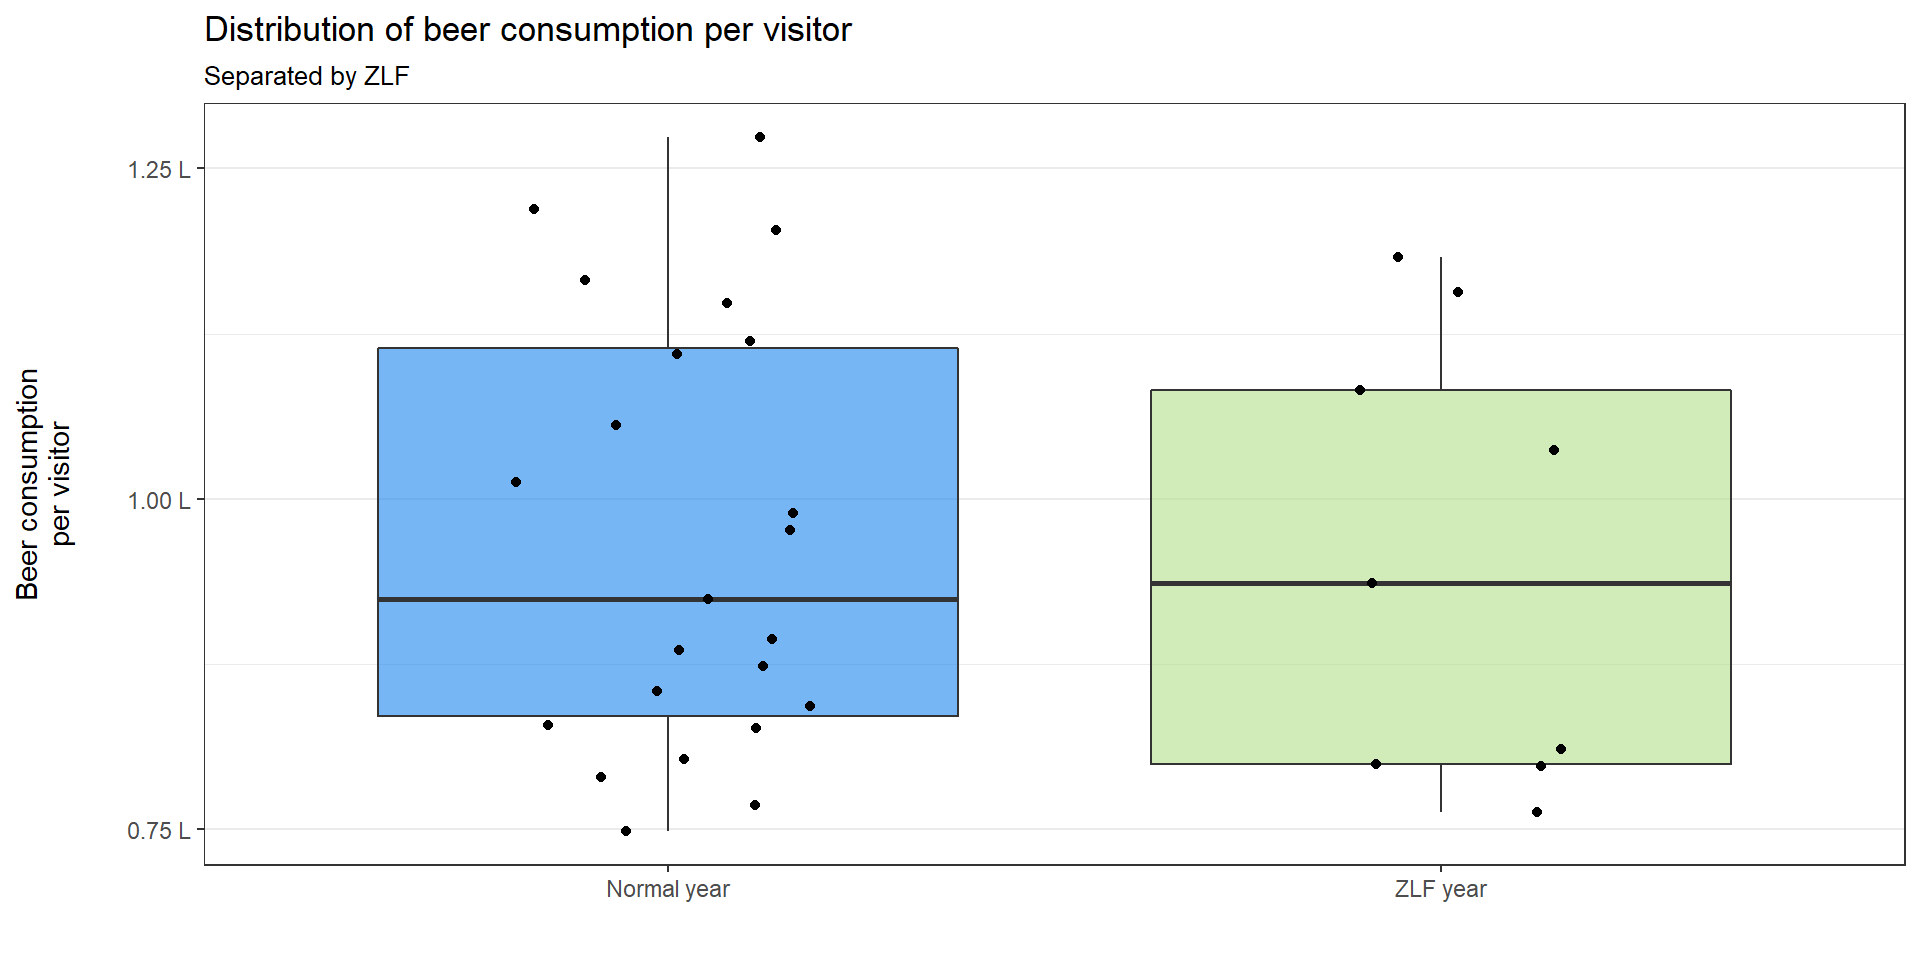 Distribution of beer consumption per visitor
Separated by ZLF
Beer consumption
per visitor
1.25 L
1.00 L
0.75 L
Normal year
ZLF year